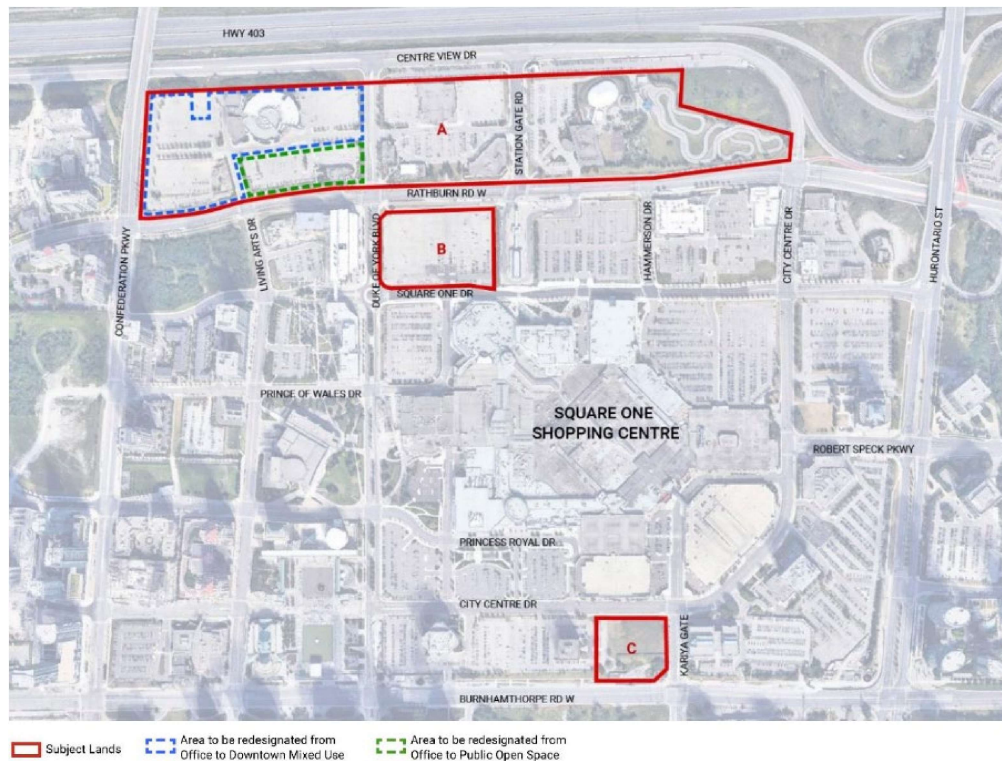 HWY 403
CENTRE VIEW DR
A
STATION GATE RD
RATHBURN RD W
CONFEDERATION PKWY
LIVING ARTS DR
DUKE OF YORK BLVD
B
HAMMERSON DR
CITY CENTRE DR
HURONTARIO ST
SQUARE ONE DR
PRINCE OF WALES DR
SQUARE ONE
SHOPPING CENTRE
ROBERT SPECK PKWY
PRINCESS ROYAL DR
CITY CENTRE DR
C
KARIYA GATE
BURNHAMTHORPE RD W
Subject Lands
Area to be redesignated from
Office to Downtown Mixed Use
Area to be redesignated from
Office to Public Open Space